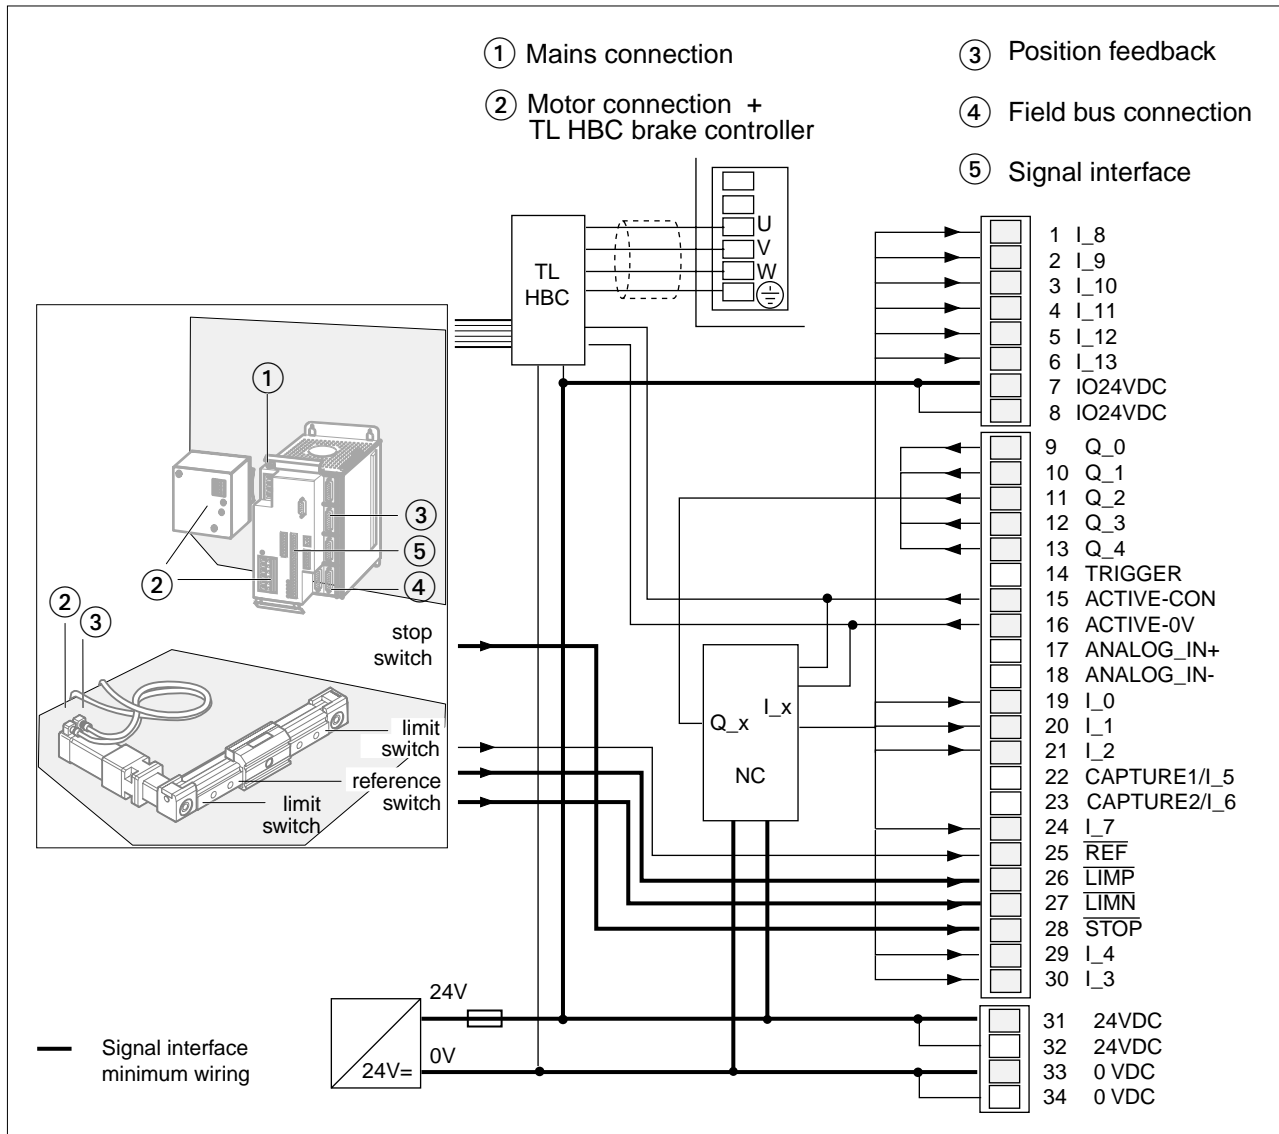 1 Mains connection
2 Motor connection +
TL HBC brake controller
3 Position feedback
4 Field bus connection
5 Signal interface
U
V
W
TL
HBC
1
2
3
5
4
2
3
stop
switch
limit
switch
reference
switch
limit
switch
Q_x
I_x
NC
1 I_8
2 I_9
3 I_10
4 I_11
5 I_12
6 I_13
7 IO24VDC
8 IO24VDC
9 Q_0
10 Q_1
11 Q_2
12 Q_3
13 Q_4
14 TRIGGER
15 ACTIVE-CON
16 ACTIVE-0V
17 ANALOG_IN+
18 ANALOG_IN-
19 I_0
20 I_1
21 I_2
22 CAPTURE1/I_5
23 CAPTURE2/I_6
24 I_7
25 R̅E̅F̅
26 L̅I̅M̅P̅
27 L̅I̅M̅N̅
28 S̅T̅O̅P̅
29 I_4
30 I_3
31 24VDC
32 24VDC
33 0 VDC
34 0 VDC
24V
0V
24V=
Signal interface
minimum wiring